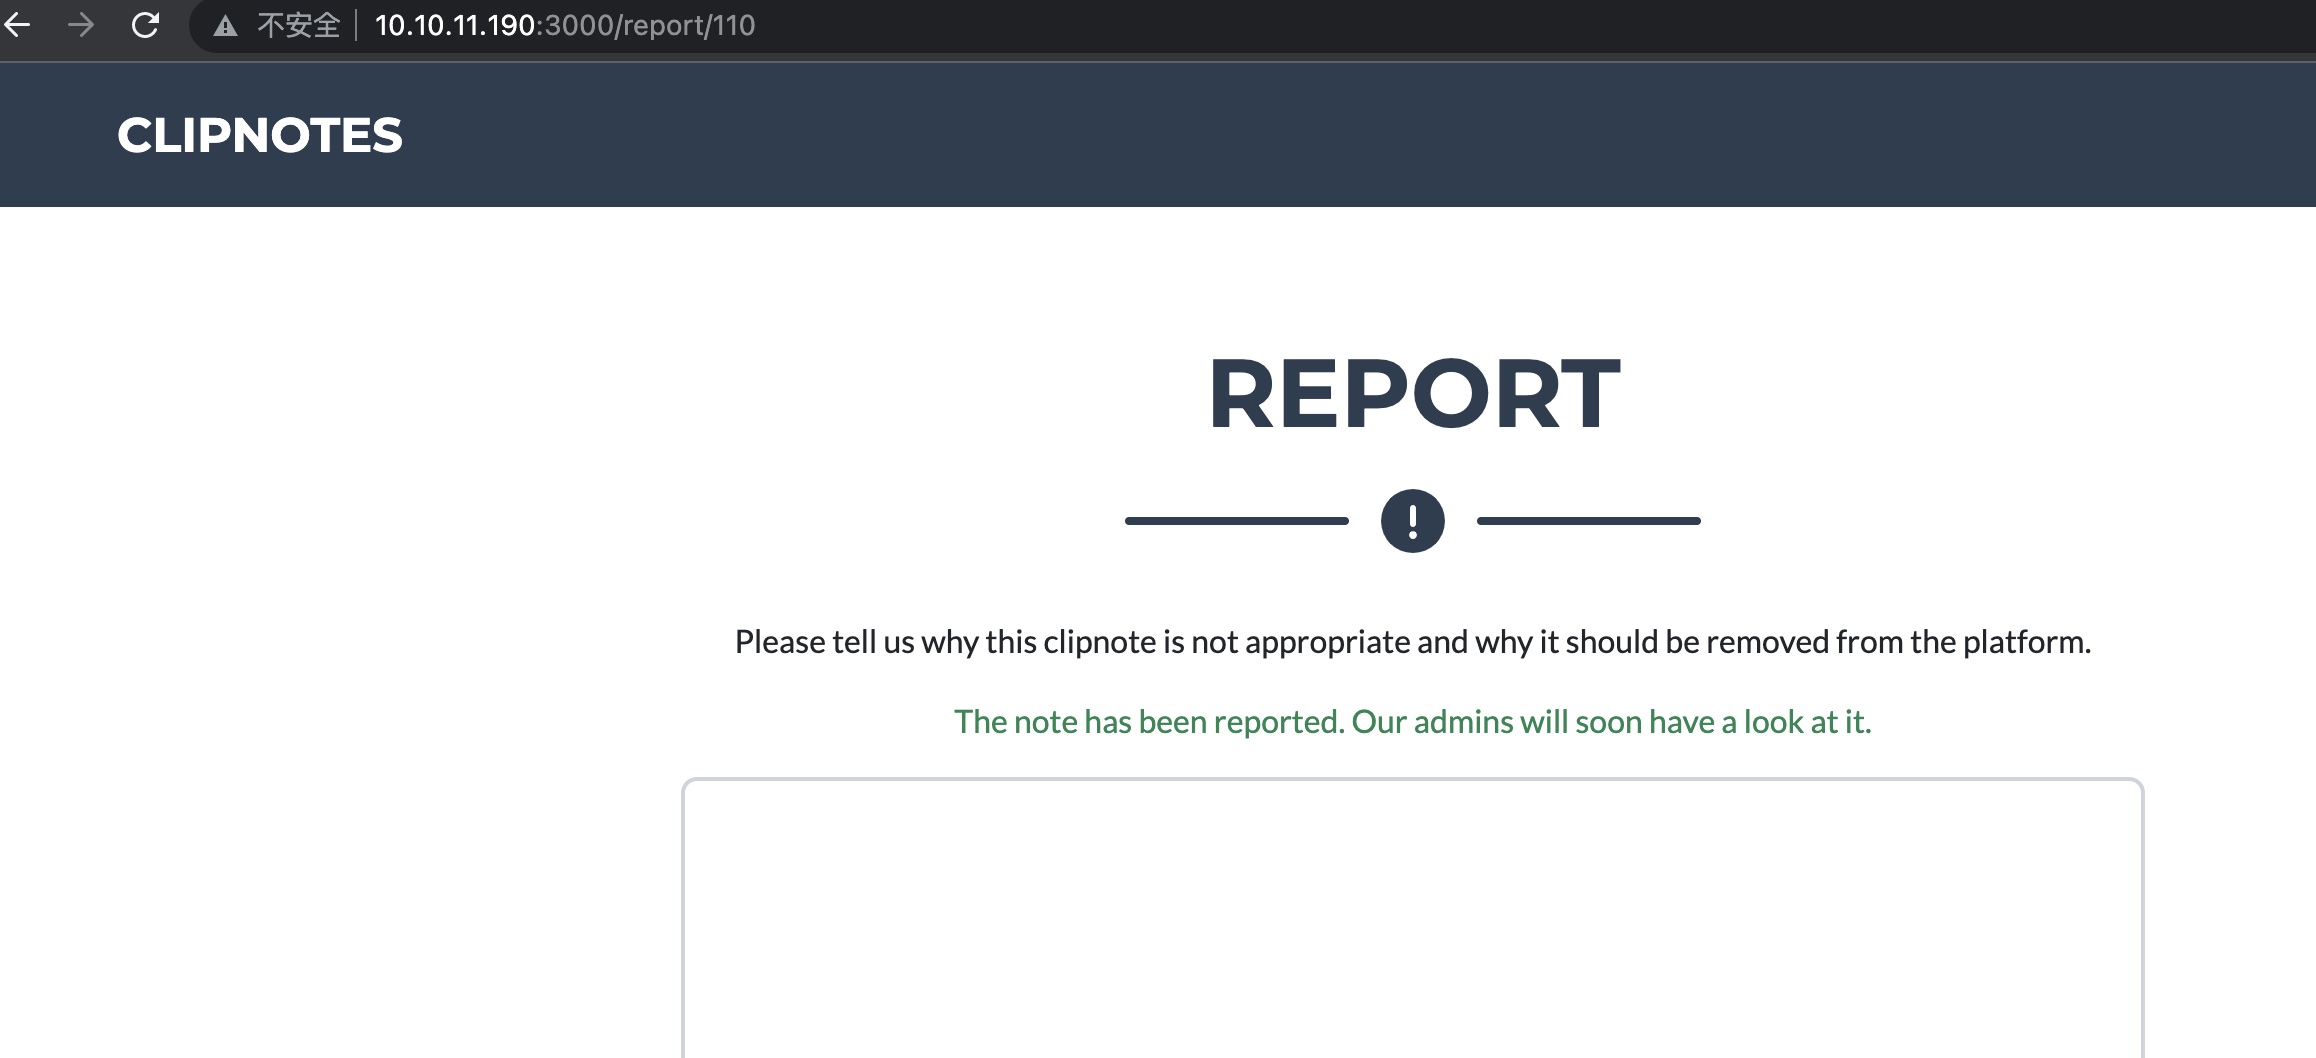 不安全 10.10.11.190:3000/report/110
CLIPNOTES
REPORT
Please tell us why this clipnote is not appropriate and why it should be removed from the platform.
The note has been reported. Our admins will soon have a look at it.